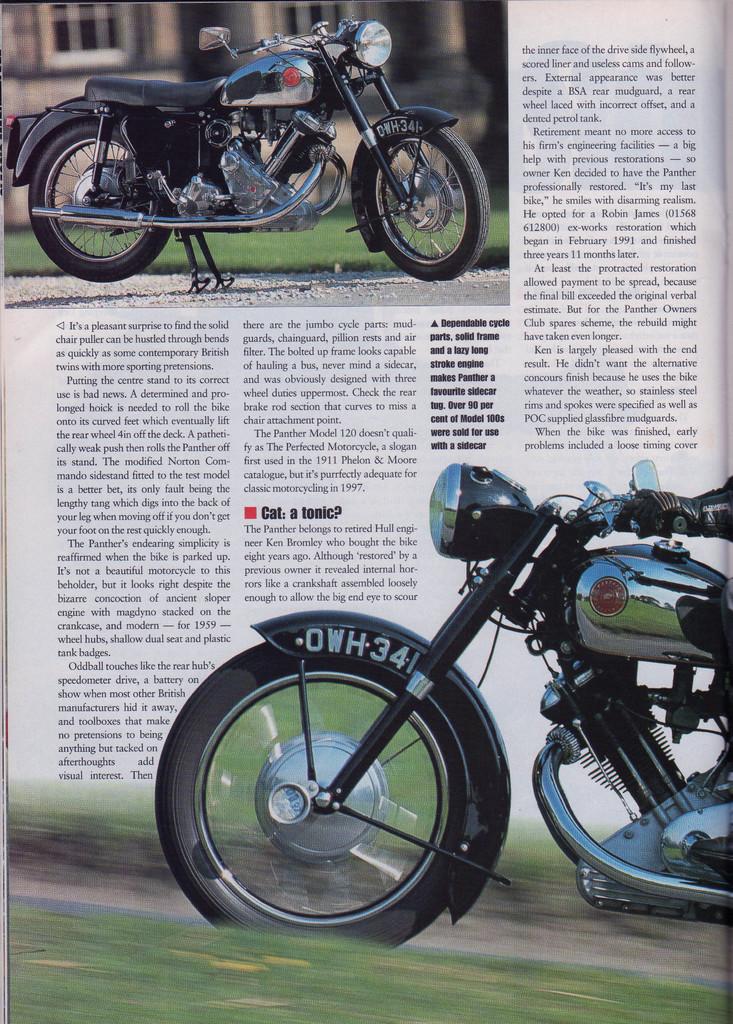 OWH·341
◁ It's a pleasant surprise to find the solid
chair puller can be hustled through bends
as quickly as some contemporary British
twins with more sporting pretensions.
Putting the centre stand to its correct
use is bad news. A determined and pro-
longed hoick is needed to roll the bike
onto its curved feet which eventually lift
the rear wheel 4in off the deck. A patheti-
cally weak push then rolls the Panther off
its stand. The modified Norton Com-
mando sidestand fitted to the test model
is a better bet, its only fault being the
lengthy tang which digs into the back of
your leg when moving off if you don't get
your foot on the rest quickly enough.
The Panther's endearing simplicity is
reaffirmed when the bike is parked up.
It's not a beautiful motorcycle to this
beholder, but it looks right despite the
bizarre concoction of ancient sloper
engine with magdyno stacked on the
crankcase, and modern — for 1959 —
wheel hubs, shallow dual seat and plastic
tank badges.
Oddball touches like the rear hub's
speedometer drive, a battery on
show when most other British
manufacturers hid it away,
and toolboxes that make
no pretensions to being
anything but tacked on
afterthoughts add
visual interest. Then
there are the jumbo cycle parts: mud-
guards, chainguard, pillion rests and air
filter. The bolted up frame looks capable
of hauling a bus, never mind a sidecar,
and was obviously designed with three
wheel duties uppermost. Check the rear
brake rod section that curves to miss a
chair attachment point.
The Panther Model 120 doesn't quali-
fy as The Perfected Motorcycle, a slogan
first used in the 1911 Phelon & Moore
catalogue, but it's purrfectly adequate for
classic motorcycling in 1997.
■ Cat: a tonic?
The Panther belongs to retired Hull engi-
neer Ken Bromley who bought the bike
eight years ago. Although 'restored' by a
previous owner it revealed internal hor-
rors like a crankshaft assembled loosely
enough to allow the big end eye to scour
▲ Dependable cycle
parts, solid frame
and a lazy long
stroke engine
makes Panther a
favourite sidecar
tug. Over 90 per
cent of Model 100s
were sold for use
with a sidecar
the inner face of the drive side flywheel, a
scored liner and useless cams and follow-
ers. External appearance was better
despite a BSA rear mudguard, a rear
wheel laced with incorrect offset, and a
dented petrol tank.
Retirement meant no more access to
his firm's engineering facilities — a big
help with previous restorations — so
owner Ken decided to have the Panther
professionally restored. “It's my last
bike,” he smiles with disarming realism.
He opted for a Robin James (01568
612800) ex-works restoration which
began in February 1991 and finished
three years 11 months later.
At least the protracted restoration
allowed payment to be spread, because
the final bill exceeded the original verbal
estimate. But for the Panther Owners
Club spares scheme, the rebuild might
have taken even longer.
Ken is largely pleased with the end
result. He didn't want the alternative
concours finish because he uses the bike
whatever the weather, so stainless steel
rims and spokes were specified as well as
POC supplied glassfibre mudguards.
When the bike was finished, early
problems included a loose timing cover
OWH·341